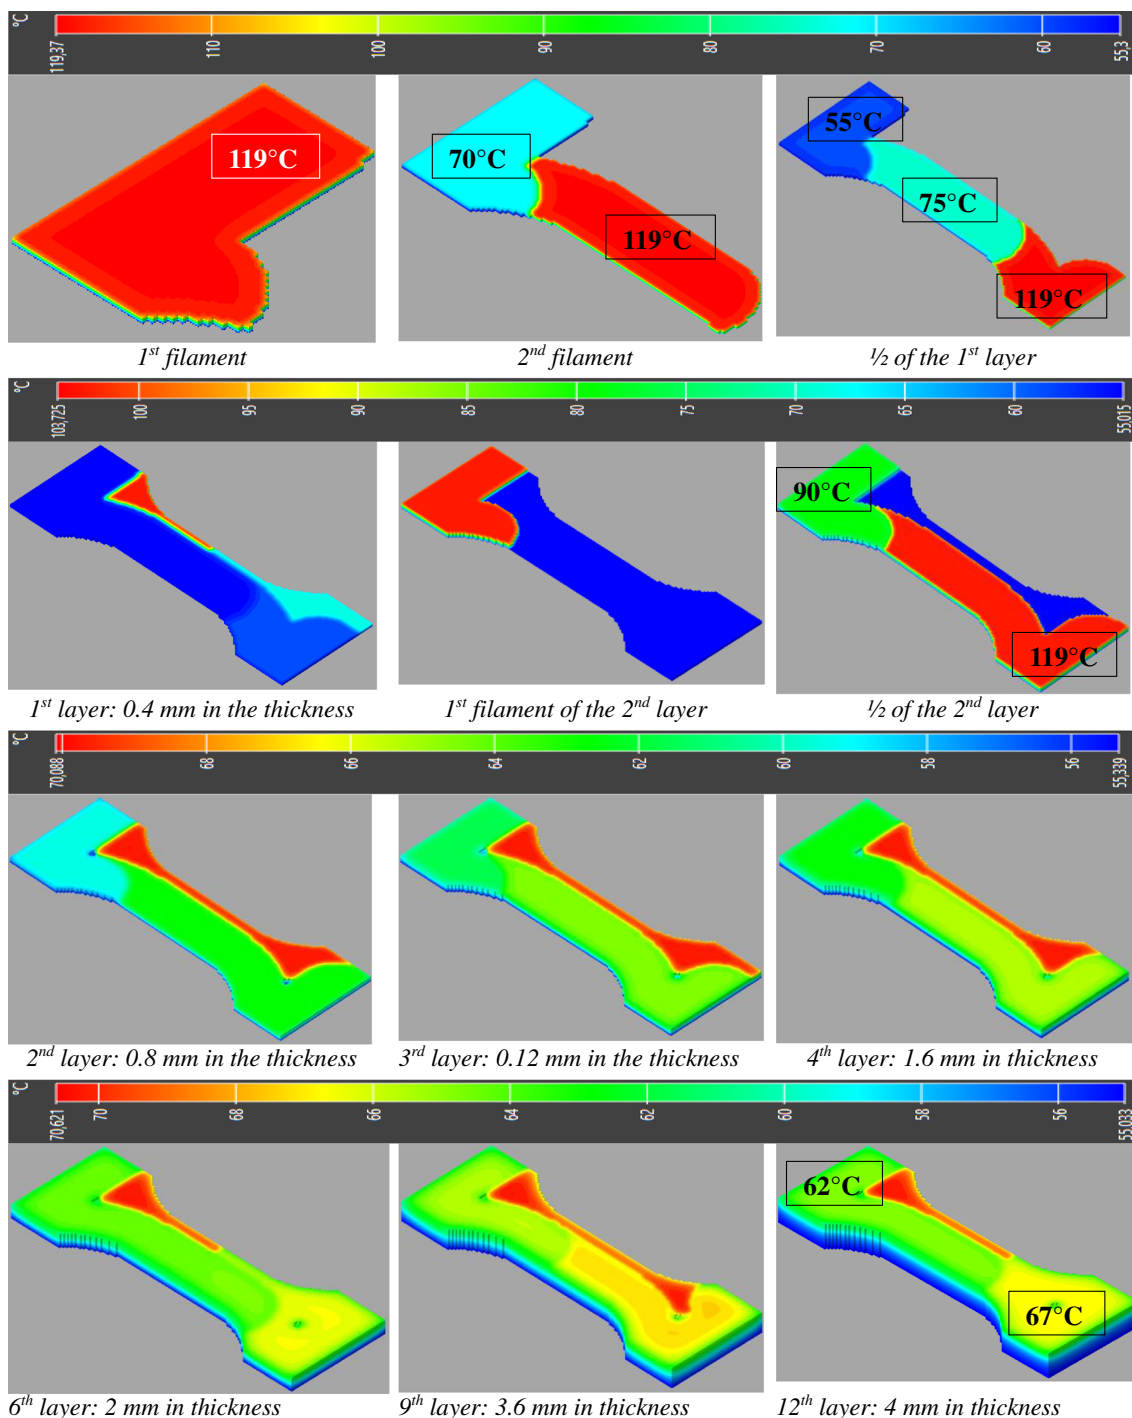 °C
119,37 110 100 90 80 70 60 55,3
119°C
70°C
119°C
55°C
75°C
119°C
1st filament
2nd filament
½ of the 1st layer
°C
103,725 100 95 90 85 80 75 70 65 60 55,015
90°C
119°C
1st layer: 0.4 mm in the thickness
1st filament of the 2nd layer
½ of the 2nd layer
°C
70,088 68 66 64 62 60 58 56 55,339
2nd layer: 0.8 mm in the thickness
3rd layer: 0.12 mm in the thickness
4th layer: 1.6 mm in thickness
°C
70,621 70 68 66 64 62 60 58 56 55,033
62°C
67°C
6th layer: 2 mm in thickness
9th layer: 3.6 mm in thickness
12th layer: 4 mm in thickness